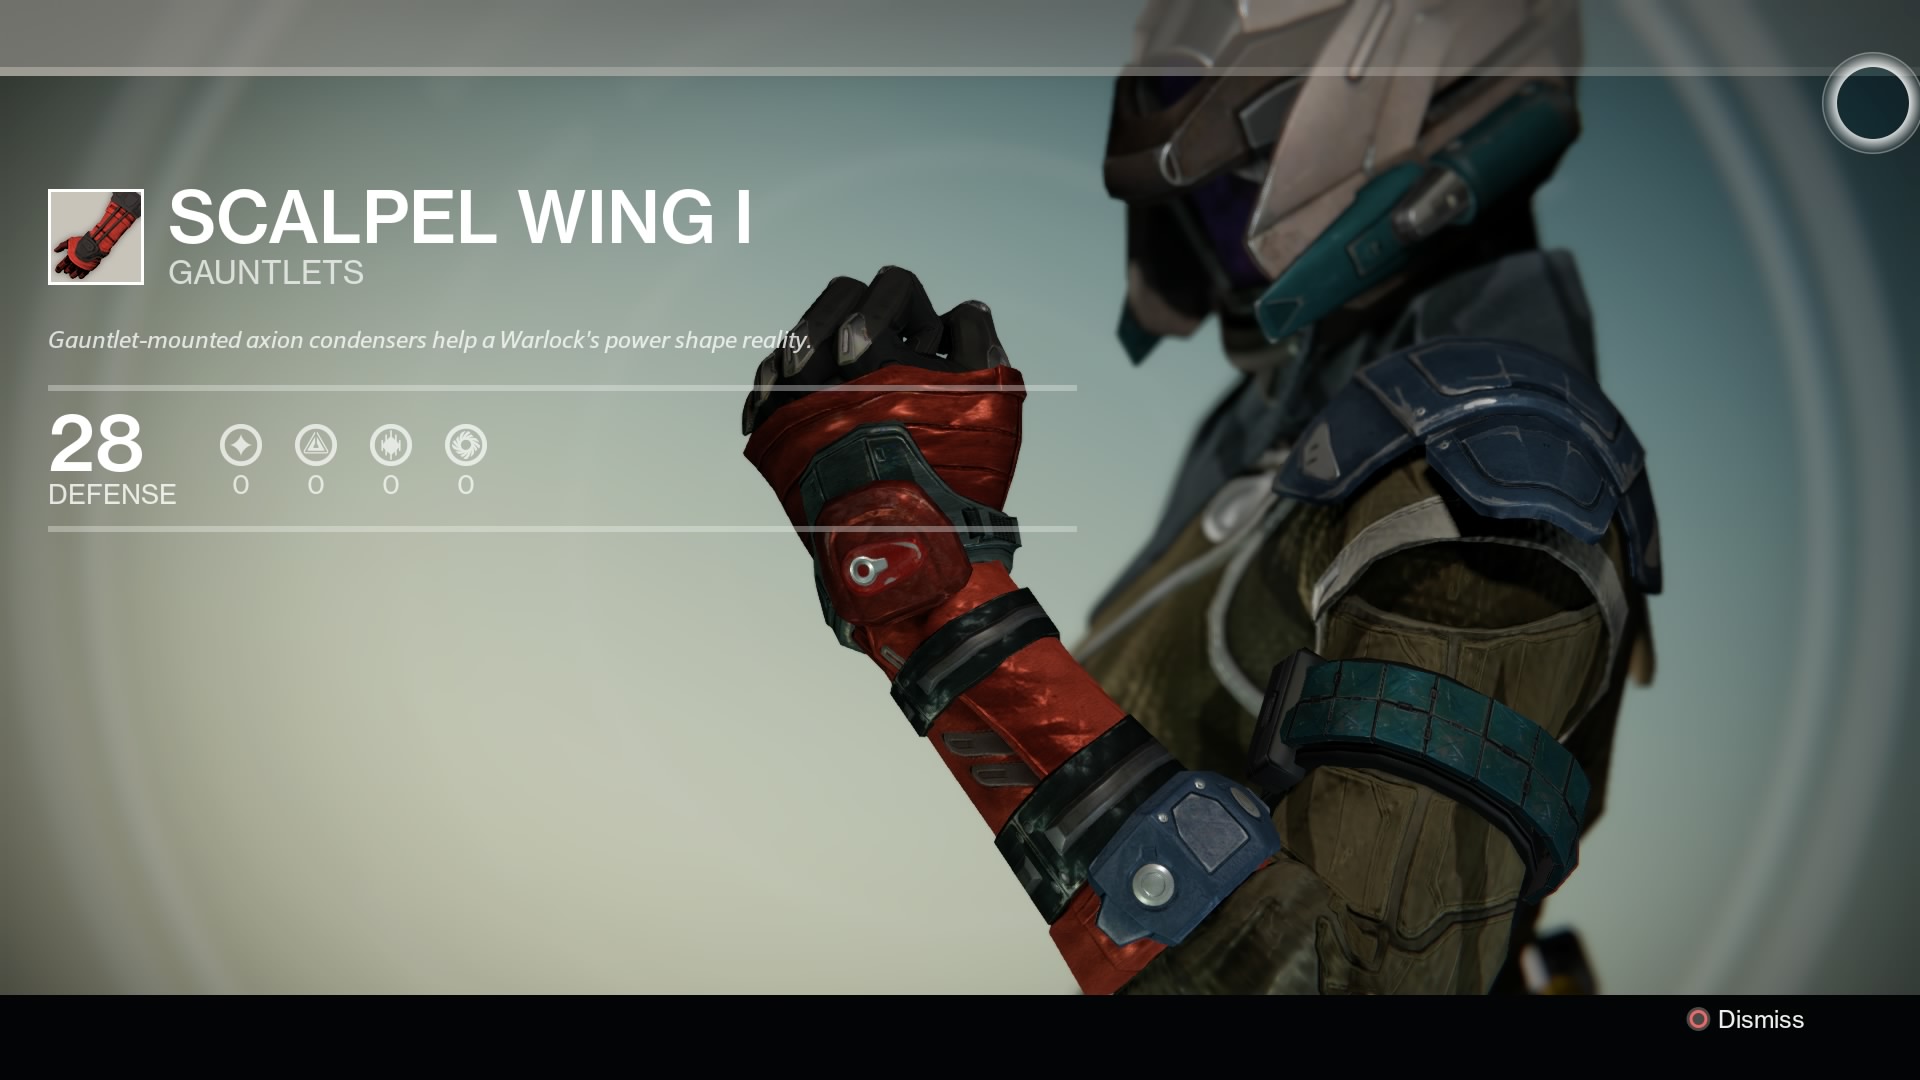 SCALPEL WING I
GAUNTLETS
Gauntlet-mounted axion condensers help a Warlock's power shape reality.
28
DEFENSE
0 0 0 0
Dismiss